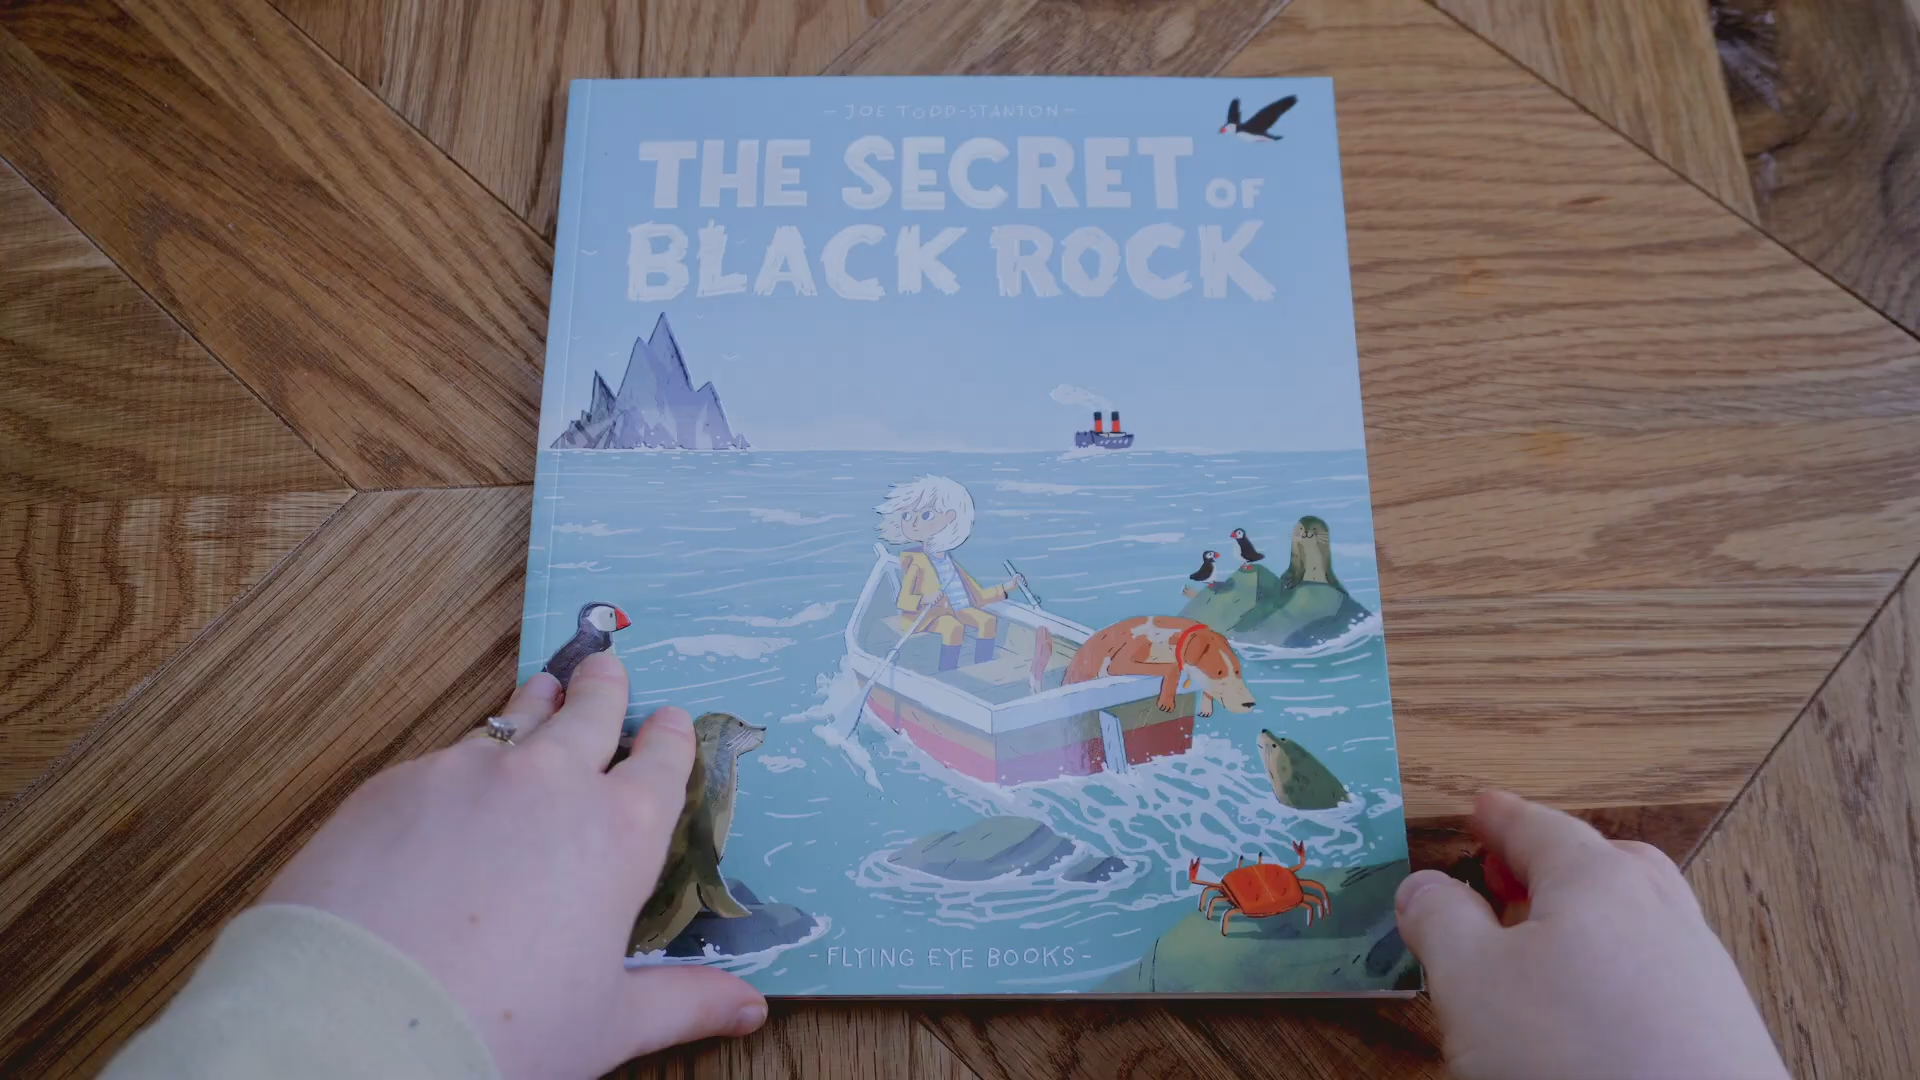 -JOE TODD-STANTON-
THE SECRET OF
BLACK ROCK
-FLYING EYE BOOKS-